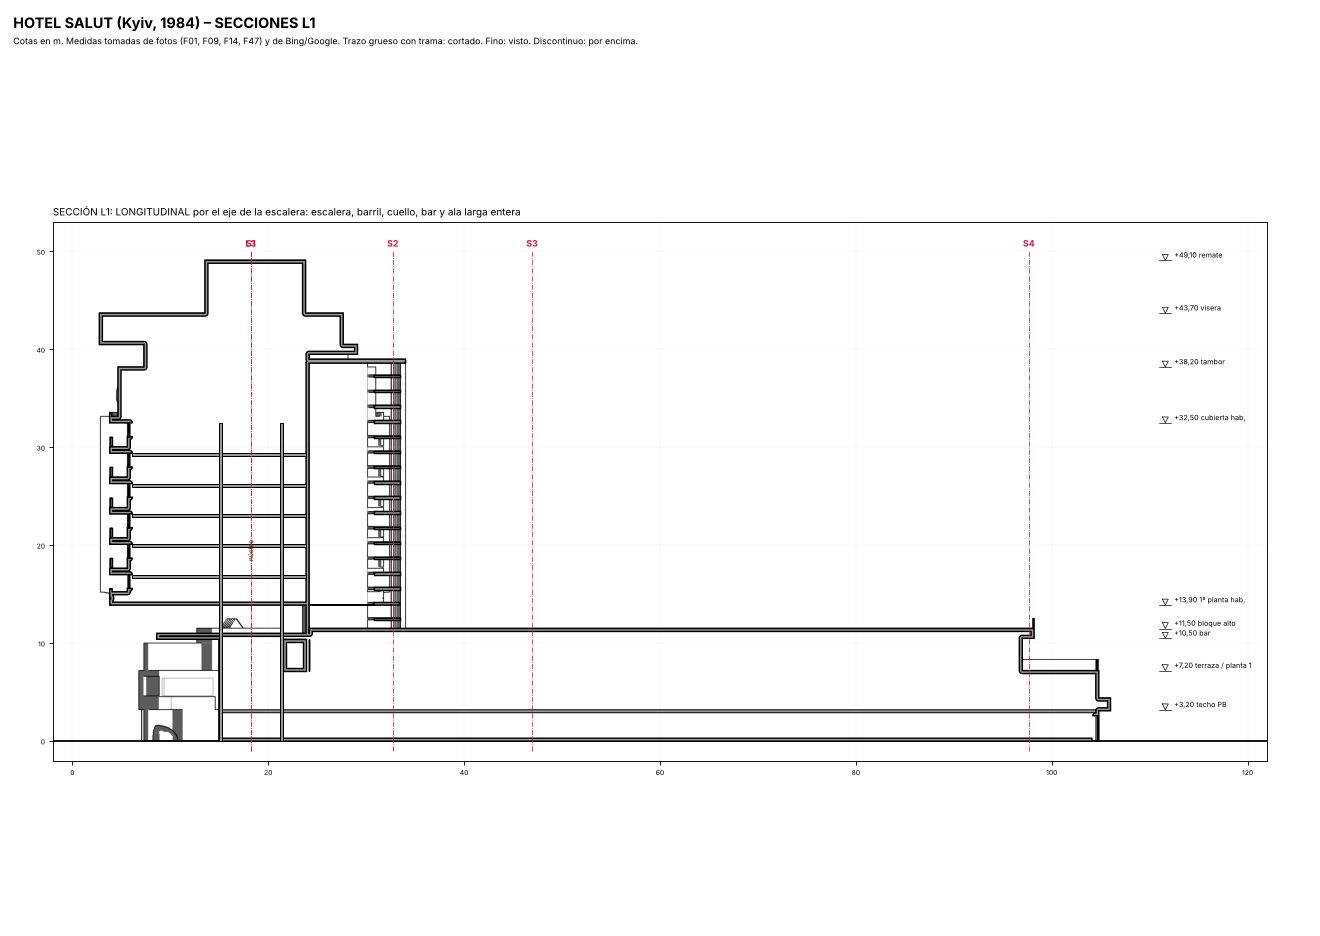 HOTEL SALUT (Kyiv, 1984) – SECCIONES L1
Cotas en m. Medidas tomadas de fotos (F01, F09, F14, F47) y de Bing/Google. Trazo grueso con trama: cortado. Fino: visto. Discontinuo: por encima.
SECCIÓN L1: LONGITUDINAL por el eje de la escalera: escalera, barril, cuello, bar y ala larga entera
S2
S3
S4
50
+49,10 remate
+43,70 visera
40
+38,20 tambor
+32,50 cubierta hab,
30
20
+13,90 1ª planta hab,
+11,50 bloque alto
+10,50 bar
10
+7,20 terraza / planta 1
+3,20 techo PB
0
0
20
40
60
80
100
120